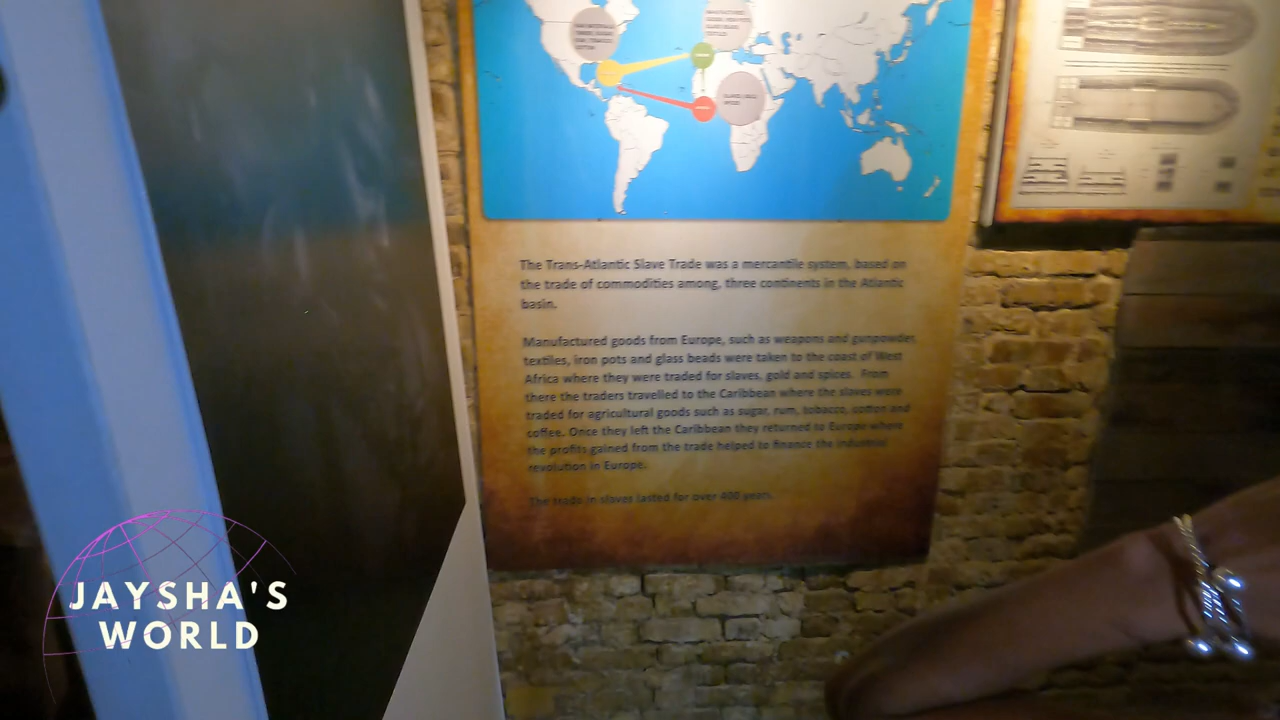 The Trans-Atlantic Slave Trade was a mercantile system, based on
the trade of commodities among, three continents in the Atlantic
basin.
Manufactured goods from Europe, such as weapons and gunpowder,
textiles, iron pots and glass beads were taken to the coast of West
Africa where they were traded for slaves, gold and spices. From
there the traders travelled to the Caribbean where the slaves were
traded for agricultural goods such as sugar, rum, tobacco, cotton and
coffee. Once they left the Caribbean they returned to Europe where
the profits gained from the trade helped to finance the industrial
revolution in Europe.
The trade in slaves lasted for over 400 years.
JAYSHA'S
WORLD